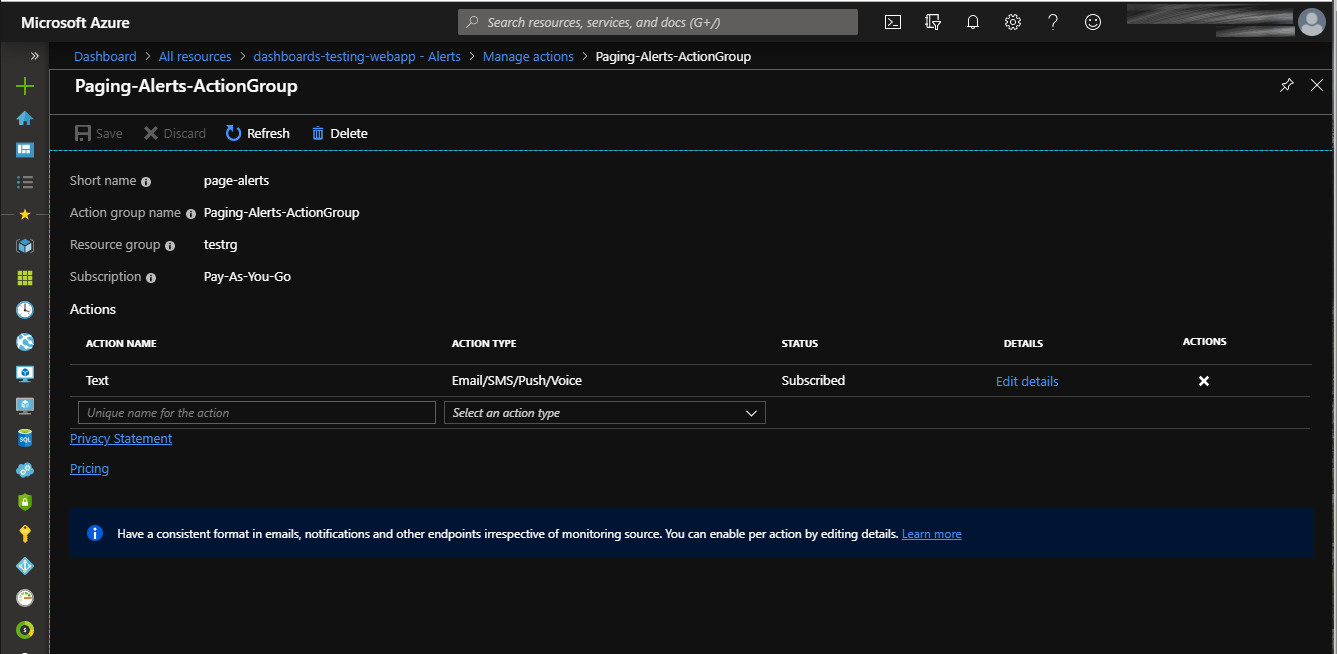 Microsoft Azure
Search resources, services, and docs (G+/)
Dashboard > All resources > dashboards-testing-webapp - Alerts > Manage actions > Paging-Alerts-ActionGroup
Paging-Alerts-ActionGroup
Save Discard Refresh Delete
Short name page-alerts
Action group name Paging-Alerts-ActionGroup
Resource group testrg
Subscription Pay-As-You-Go
Actions
ACTION NAME ACTION TYPE STATUS DETAILS ACTIONS
Text Email/SMS/Push/Voice Subscribed Edit details
Unique name for the action Select an action type
Privacy Statement
Pricing
Have a consistent format in emails, notifications and other endpoints irrespective of monitoring source. You can enable per action by editing details. Learn more